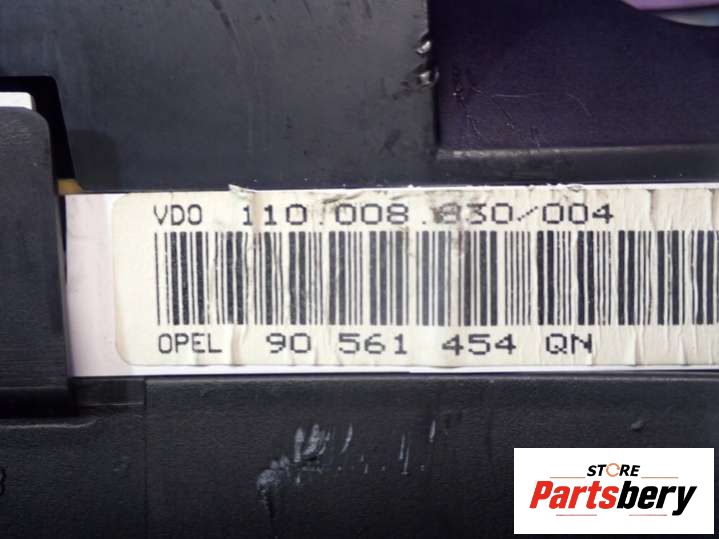 VDO 110.008.830/004
OPEL 90 561 454 QN
STORE
Partsbery